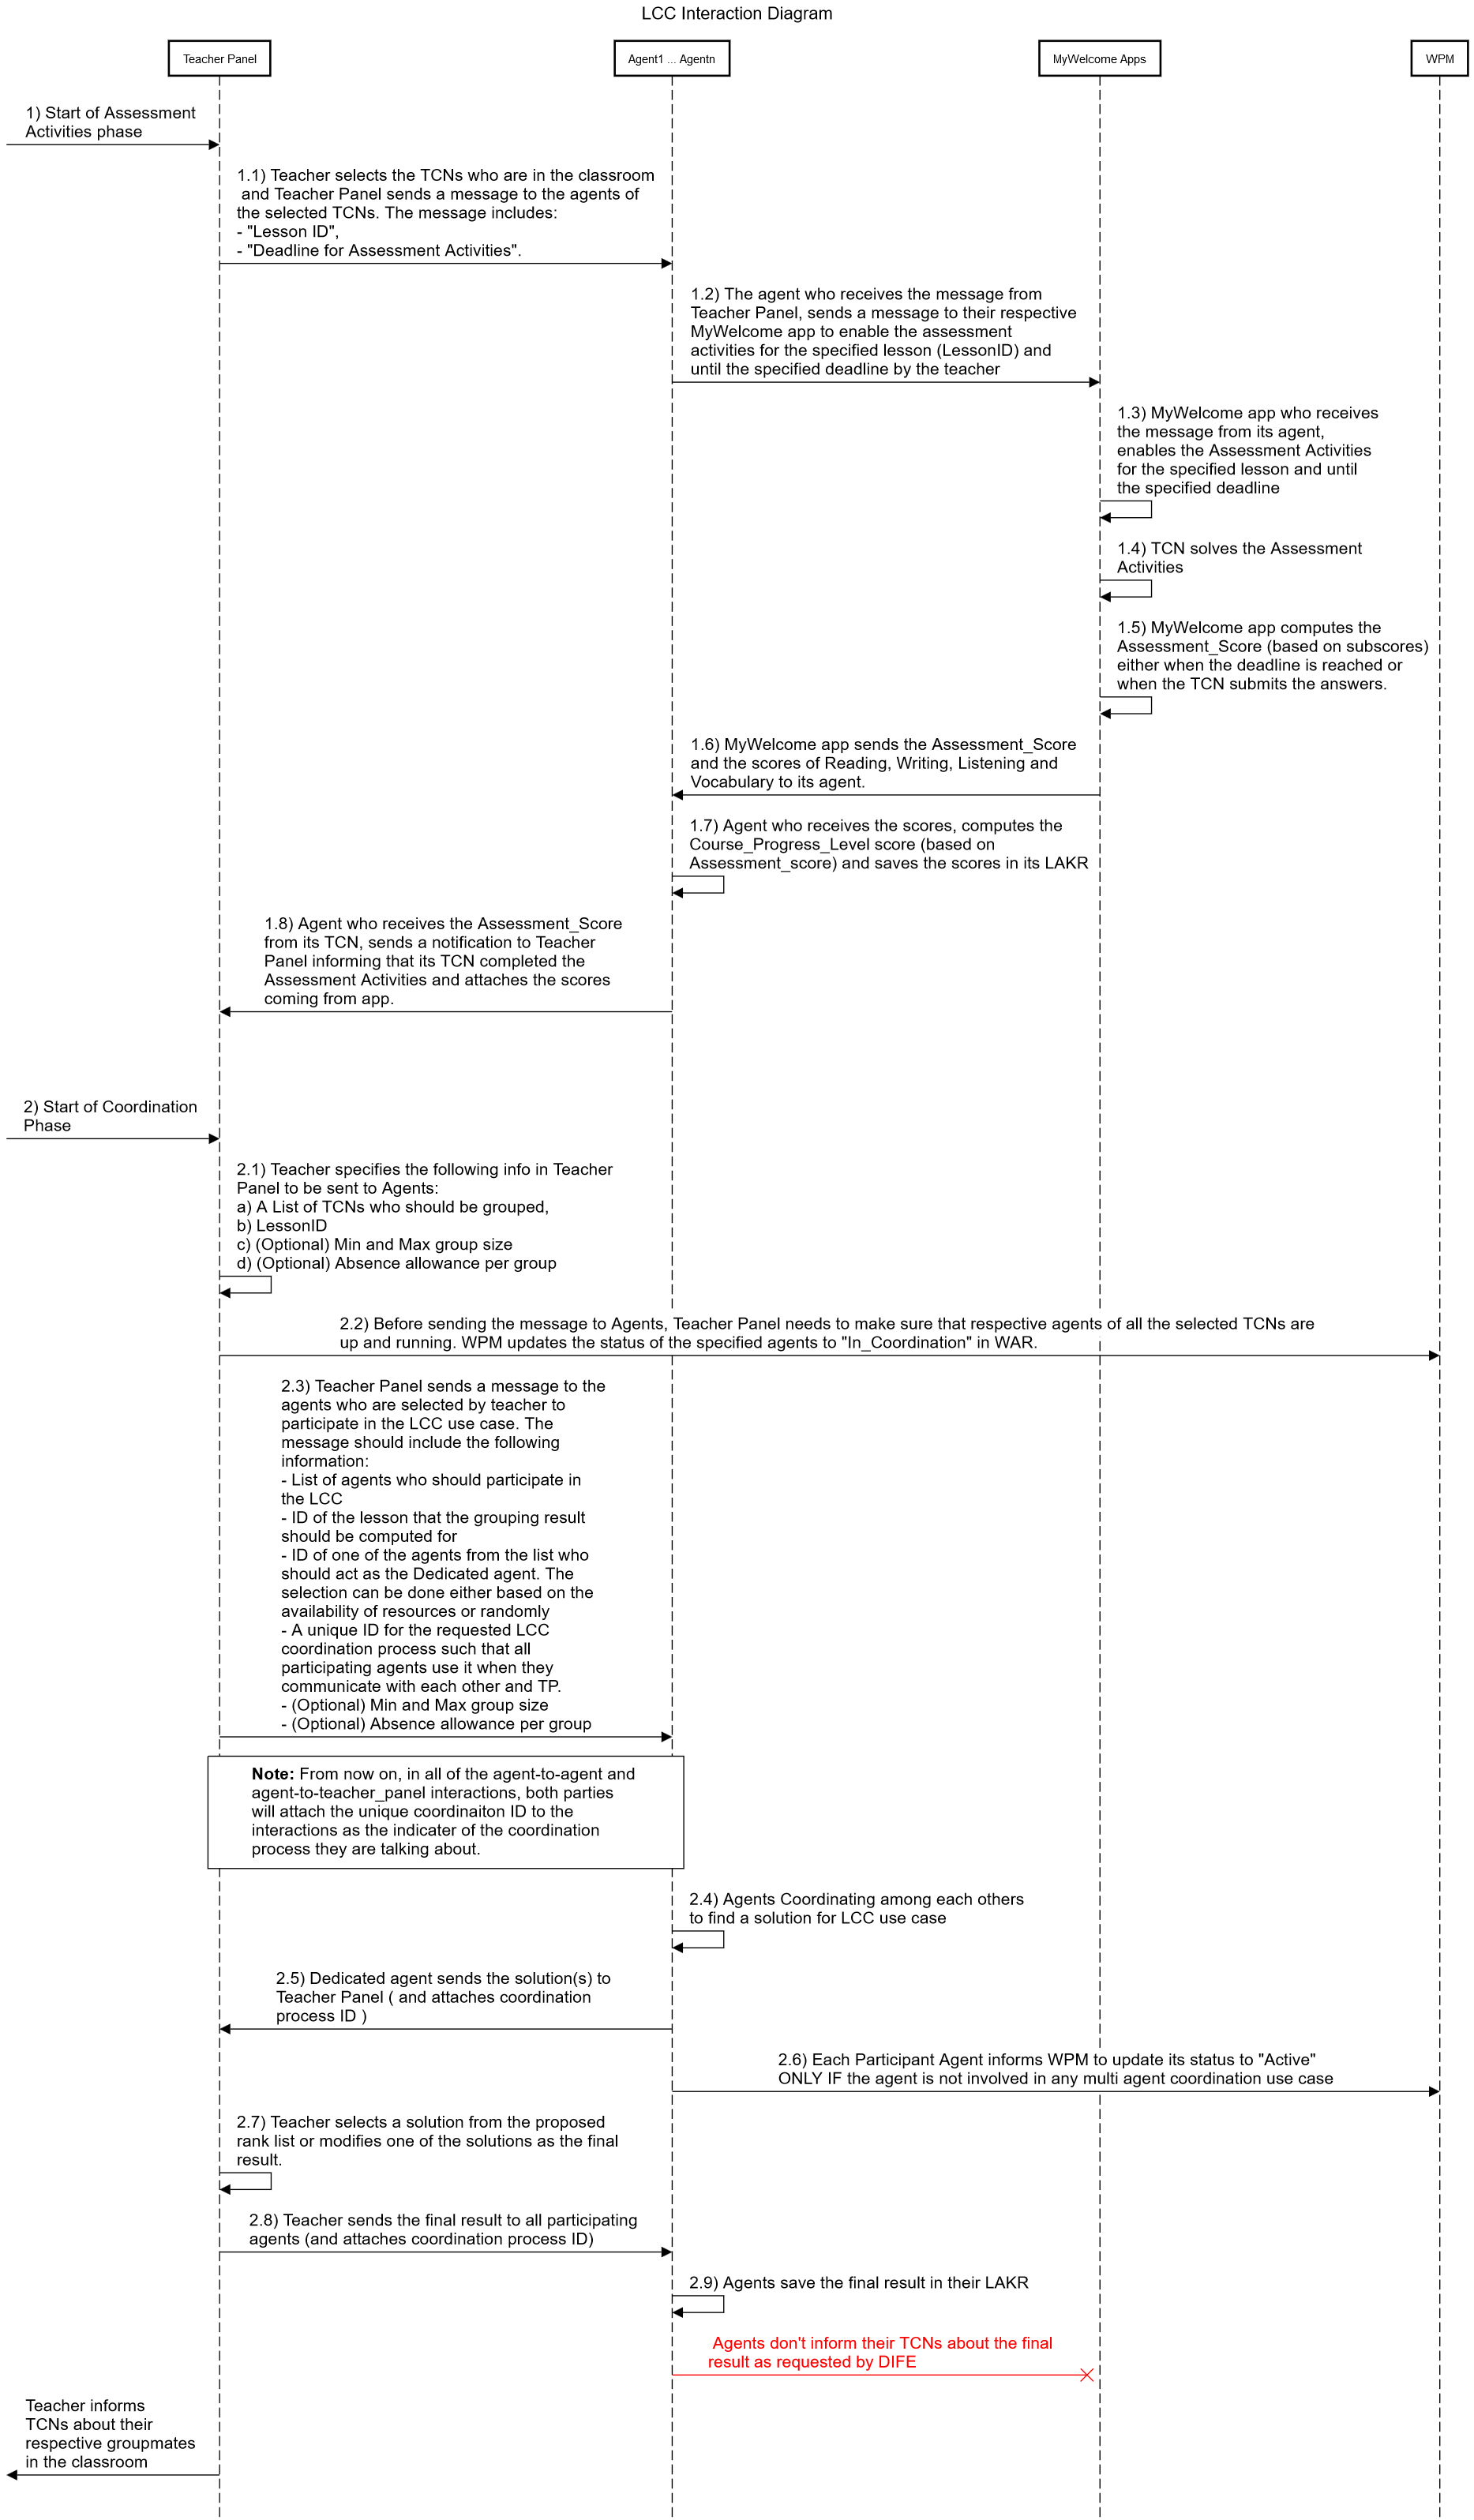 LCC Interaction Diagram
Teacher Panel
Agent1 ... Agentn
MyWelcome Apps
WPM
1) Start of Assessment
Activities phase
1.1) Teacher selects the TCNs who are in the classroom
and Teacher Panel sends a message to the agents of
the selected TCNs. The message includes:
- "Lesson ID",
- "Deadline for Assessment Activities".
1.2) The agent who receives the message from
Teacher Panel, sends a message to their respective
MyWelcome app to enable the assessment
activities for the specified lesson (LessonID) and
until the specified deadline by the teacher
1.3) MyWelcome app who receives
the message from its agent,
enables the Assessment Activities
for the specified lesson and until
the specified deadline
1.4) TCN solves the Assessment
Activities
1.5) MyWelcome app computes the
Assessment_Score (based on subscores)
either when the deadline is reached or
when the TCN submits the answers.
1.6) MyWelcome app sends the Assessment_Score
and the scores of Reading, Writing, Listening and
Vocabulary to its agent.
1.7) Agent who receives the scores, computes the
Course_Progress_Level score (based on
Assessment_score) and saves the scores in its LAKR
1.8) Agent who receives the Assessment_Score
from its TCN, sends a notification to Teacher
Panel informing that its TCN completed the
Assessment Activities and attaches the scores
coming from app.
2) Start of Coordination
Phase
2.1) Teacher specifies the following info in Teacher
Panel to be sent to Agents:
a) A List of TCNs who should be grouped,
b) LessonID
c) (Optional) Min and Max group size
d) (Optional) Absence allowance per group
2.2) Before sending the message to Agents, Teacher Panel needs to make sure that respective agents of all the selected TCNs are
up and running. WPM updates the status of the specified agents to "In_Coordination" in WAR.
2.3) Teacher Panel sends a message to the
agents who are selected by teacher to
participate in the LCC use case. The
message should include the following
information:
- List of agents who should participate in
the LCC
- ID of the lesson that the grouping result
should be computed for
- ID of one of the agents from the list who
should act as the Dedicated agent. The
selection can be done either based on the
availability of resources or randomly
- A unique ID for the requested LCC
coordination process such that all
participating agents use it when they
communicate with each other and TP.
- (Optional) Min and Max group size
- (Optional) Absence allowance per group
Note: From now on, in all of the agent-to-agent and
agent-to-teacher_panel interactions, both parties
will attach the unique coordinaiton ID to the
interactions as the indicater of the coordination
process they are talking about.
2.4) Agents Coordinating among each others
to find a solution for LCC use case
2.5) Dedicated agent sends the solution(s) to
Teacher Panel ( and attaches coordination
process ID )
2.6) Each Participant Agent informs WPM to update its status to "Active"
ONLY IF the agent is not involved in any multi agent coordination use case
2.7) Teacher selects a solution from the proposed
rank list or modifies one of the solutions as the final
result.
2.8) Teacher sends the final result to all participating
agents (and attaches coordination process ID)
2.9) Agents save the final result in their LAKR
Agents don't inform their TCNs about the final
result as requested by DIFE
Teacher informs
TCNs about their
respective groupmates
in the classroom